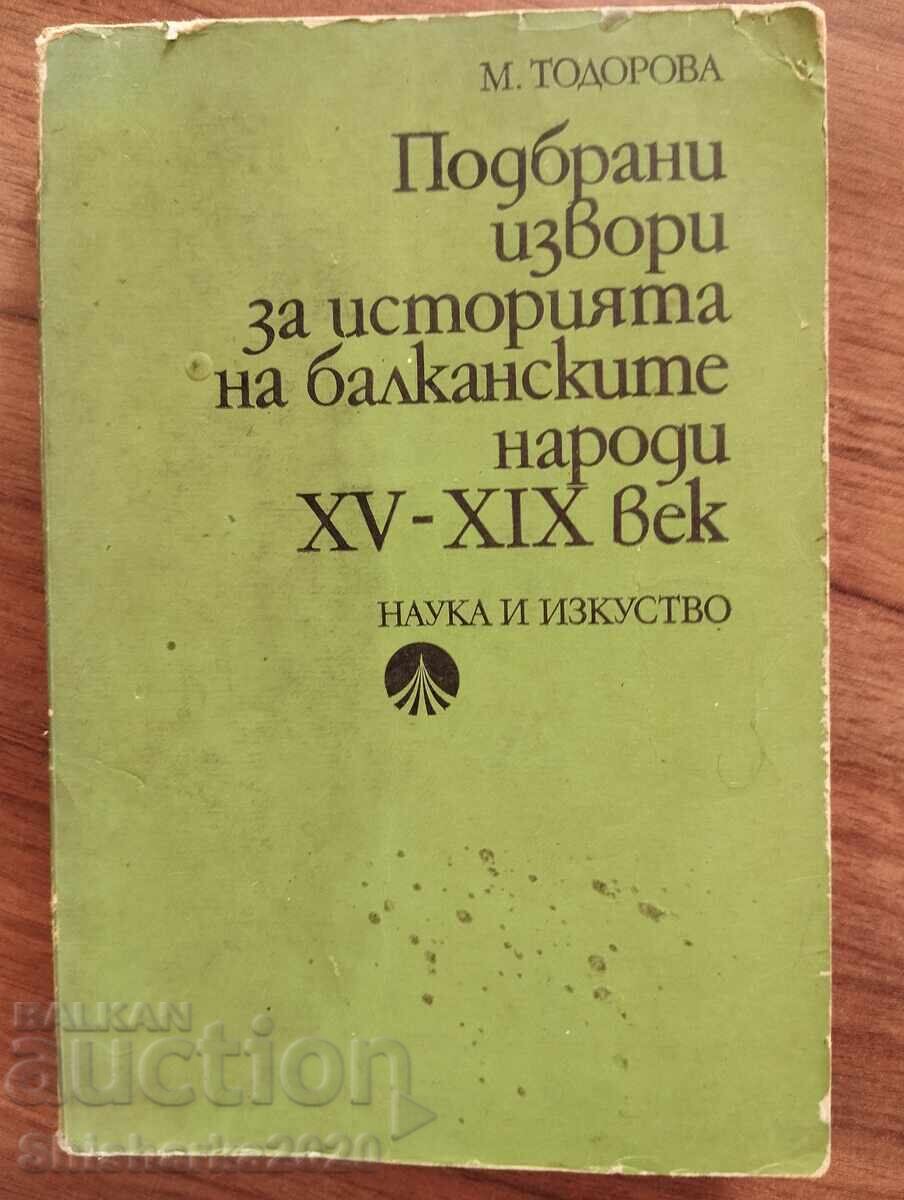 М. ТОДОРОВА
Подбрани
извори
за историята
на балканските
народи
XV-XIX век
НАУКА И ИЗКУСТВО
BALKAN
auction
Shisharka2020